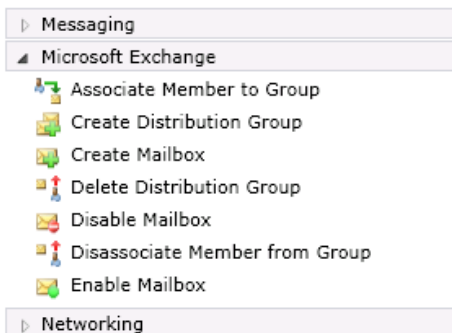 Messaging
Microsoft Exchange
Associate Member to Group
Create Distribution Group
Create Mailbox
Delete Distribution Group
Disable Mailbox
Disassociate Member from Group
Enable Mailbox
Networking